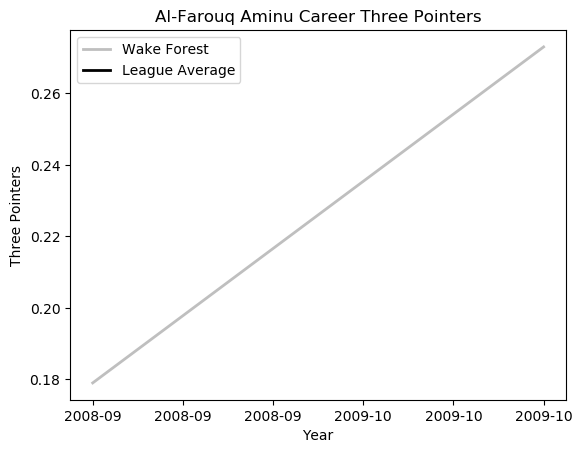 Al-Farouq Aminu Career Three Pointers
Wake Forest
League Average
Three Pointers
0.26
0.24
0.22
0.20
0.18
2008-09 2008-09 2008-09 2009-10 2009-10 2009-10
Year